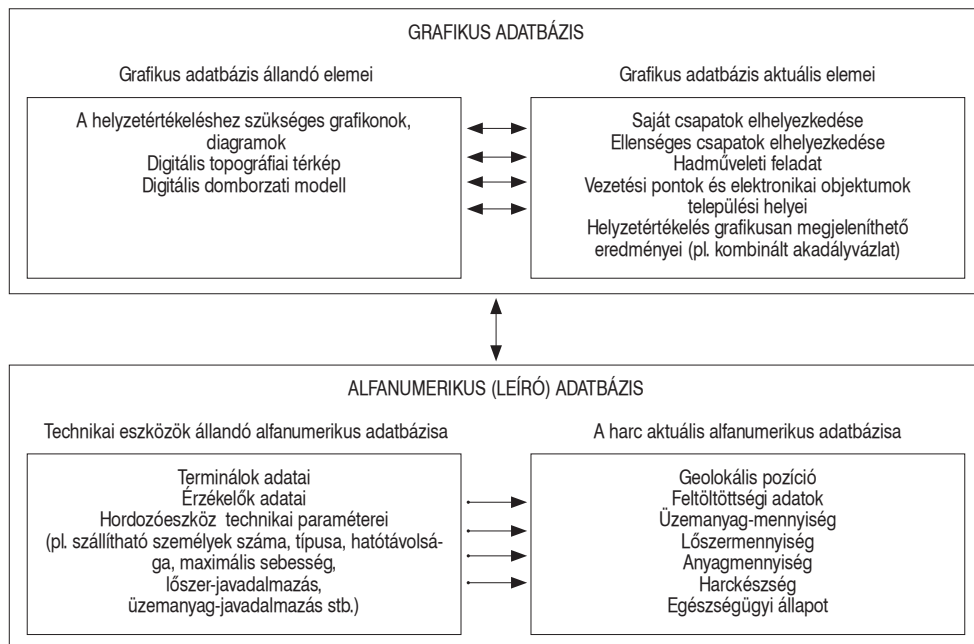 GRAFIKUS ADATBÁZIS
Grafikus adatbázis állandó elemei
A helyzetértékeléshez szükséges grafikonok,
diagramok
Digitális topográfiai térkép
Digitális domborzati modell
Grafikus adatbázis aktuális elemei
Saját csapatok elhelyezkedése
Ellenséges csapatok elhelyezkedése
Hadműveleti feladat
Vezetési pontok és elektronikai objektumok
települési helyei
Helyzetértékelés grafikusan megjeleníthető
eredményei (pl. kombinált akadályvázlat)
ALFANUMERIKUS (LEÍRÓ) ADATBÁZIS
Technikai eszközök állandó alfanumerikus adatbázisa
Terminálok adatai
Érzékelők adatai
Hordozóeszköz technikai paraméterei
(pl. szállítható személyek száma, típusa, hatótávolsá-
ga, maximális sebesség,
lőszer-javadalmazás,
üzemanyag-javadalmazás stb.)
A harc aktuális alfanumerikus adatbázisa
Geolokális pozíció
Feltöltöttségi adatok
Üzemanyag-mennyiség
Lőszermennyiség
Anyagmennyiség
Harckészség
Egészségügyi állapot